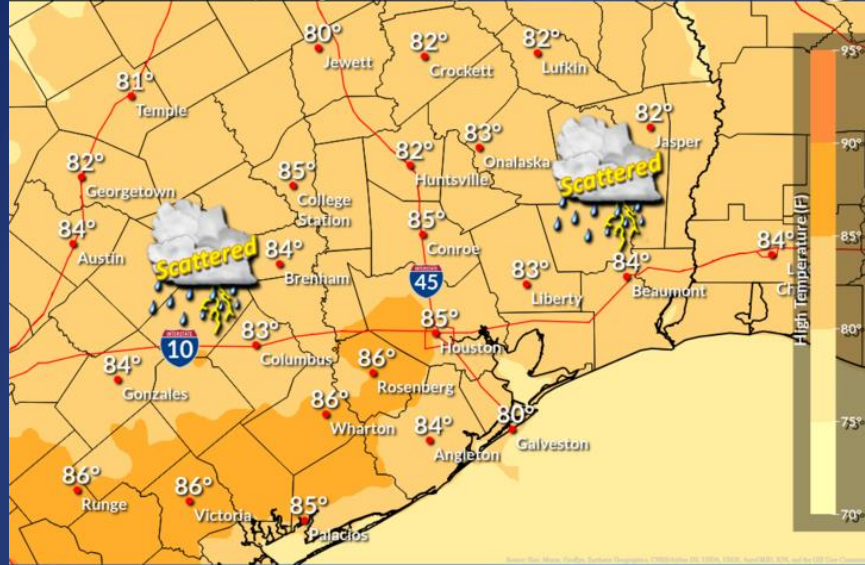 80°
Jewett
82°
Crockett
82°
Lufkin
95°
81°
Temple
82°
Jasper
83°
Onalaska
90°
82°
Georgetown
85°
College
Station
82°
Huntsville
Scattered
84°
Austin
Scattered
84°
Brenham
85°
Conroe
84°
85°
High Temperature (F)
INTERSTATE
45
83°
Liberty
84°
Beaumont
L
Ch
INTERSTATE
10
83°
Columbus
85°
Houston
80°
84°
Gonzales
86°
Rosenberg
86°
Wharton
84°
Angleton
80°
Galveston
75°
86°
Runge
86°
Victoria
85°
Palacios
70°